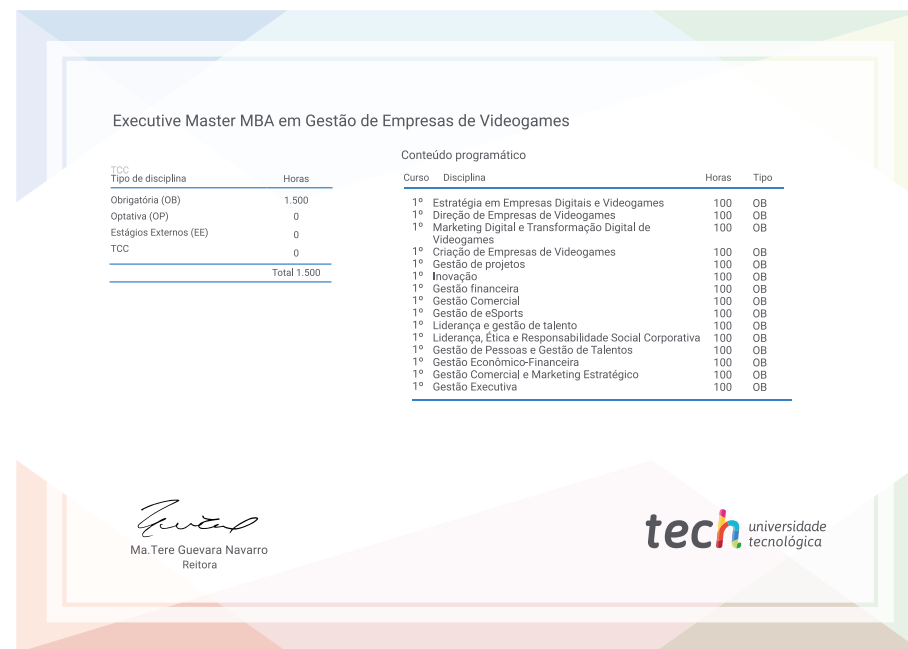 Executive Master MBA em Gestão de Empresas de Videogames
TCC
Tipo de disciplina Horas
Obrigatória (OB) 1.500
Optativa (OP) 0
Estágios Externos (EE) 0
TCC 0
Total 1.500
Conteúdo programático
Curso Disciplina Horas Tipo
1º Estratégia em Empresas Digitais e Videogames 100 OB
1º Direção de Empresas de Videogames 100 OB
1º Marketing Digital e Transformação Digital de 100 OB
Videogames
1º Criação de Empresas de Videogames 100 OB
1º Gestão de projetos 100 OB
1º Inovação 100 OB
1º Gestão financeira 100 OB
1º Gestão Comercial 100 OB
1º Gestão de eSports 100 OB
1º Liderança e gestão de talento 100 OB
1º Liderança, Ética e Responsabilidade Social Corporativa 100 OB
1º Gestão de Pessoas e Gestão de Talentos 100 OB
1º Gestão Econômico-Financeira 100 OB
1º Gestão Comercial e Marketing Estratégico 100 OB
1º Gestão Executiva 100 OB
Ma.Tere Guevara Navarro
Reitora
tech universidade
tecnológica